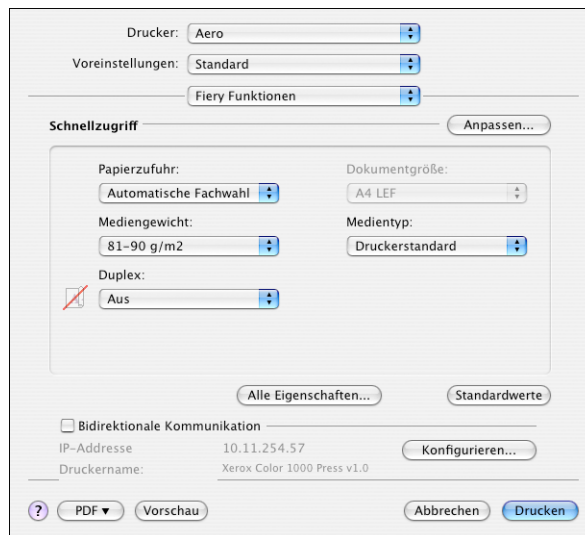 Drucker: Aero
Voreinstellungen: Standard
Fiery Funktionen
Schnellzugriff Anpassen...
Papierzufuhr: Dokumentgröße:
Automatische Fachwahl A4 LEF
Mediengewicht: Medientyp:
81–90 g/m2 Druckerstandard
Duplex:
Aus
Alle Eigenschaften... Standardwerte
Bidirektionale Kommunikation
IP-Addresse 10.11.254.57 Konfigurieren...
Druckername: Xerox Color 1000 Press v1.0
? PDF ▾ Vorschau Abbrechen Drucken